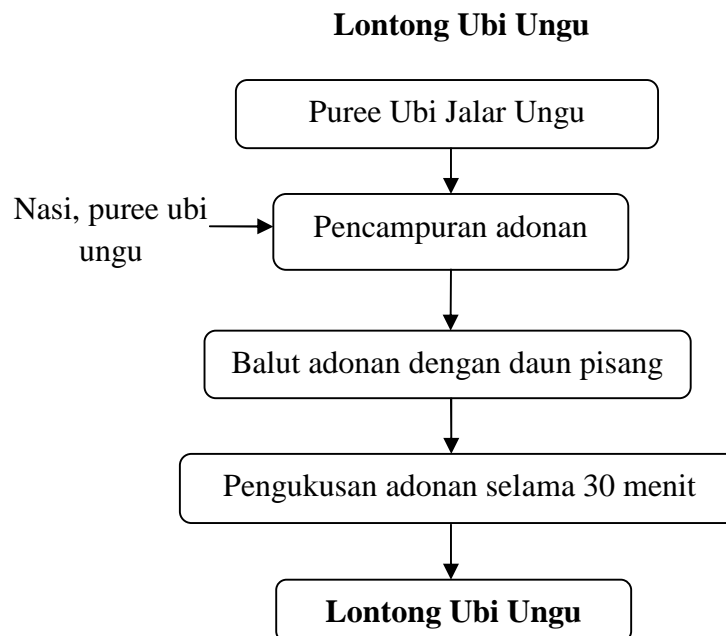 Lontong Ubi Ungu
Puree Ubi Jalar Ungu
Nasi, puree ubi
ungu
Pencampuran adonan
Balut adonan dengan daun pisang
Pengukusan adonan selama 30 menit
Lontong Ubi Ungu